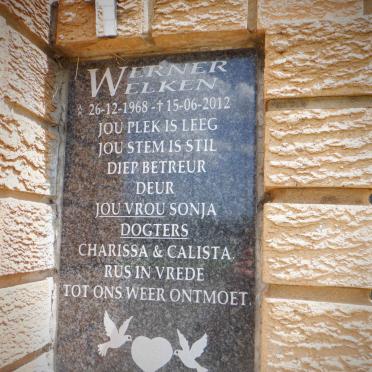 WERNER
WELKEN
☆ 26-12-1968 - † 15-06-2012
JOU PLEK IS LEEG
JOU STEM IS STIL
DIEP BETREUR
DEUR
JOU VROU SONJA
DOGTERS
CHARISSA & CALISTA.
RUS IN VREDE
TOT ONS WEER ONTMOET.